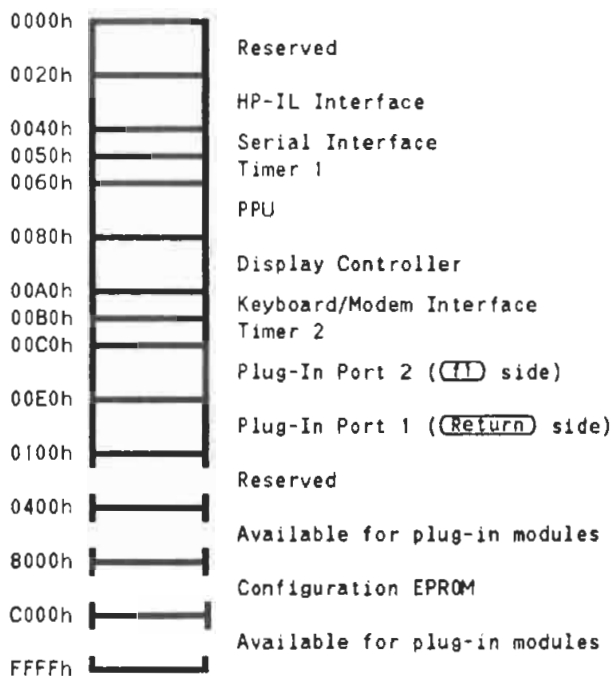 0000h
Reserved
0020h
HP-IL Interface
0040h
Serial Interface
0050h
Timer 1
0060h
PPU
0080h
Display Controller
00A0h
Keyboard/Modem Interface
00B0h
Timer 2
00C0h
Plug-In Port 2 (f1 side)
00E0h
Plug-In Port 1 (Return side)
0100h
Reserved
0400h
Available for plug-in modules
8000h
Configuration EPROM
C000h
Available for plug-in modules
FFFFh